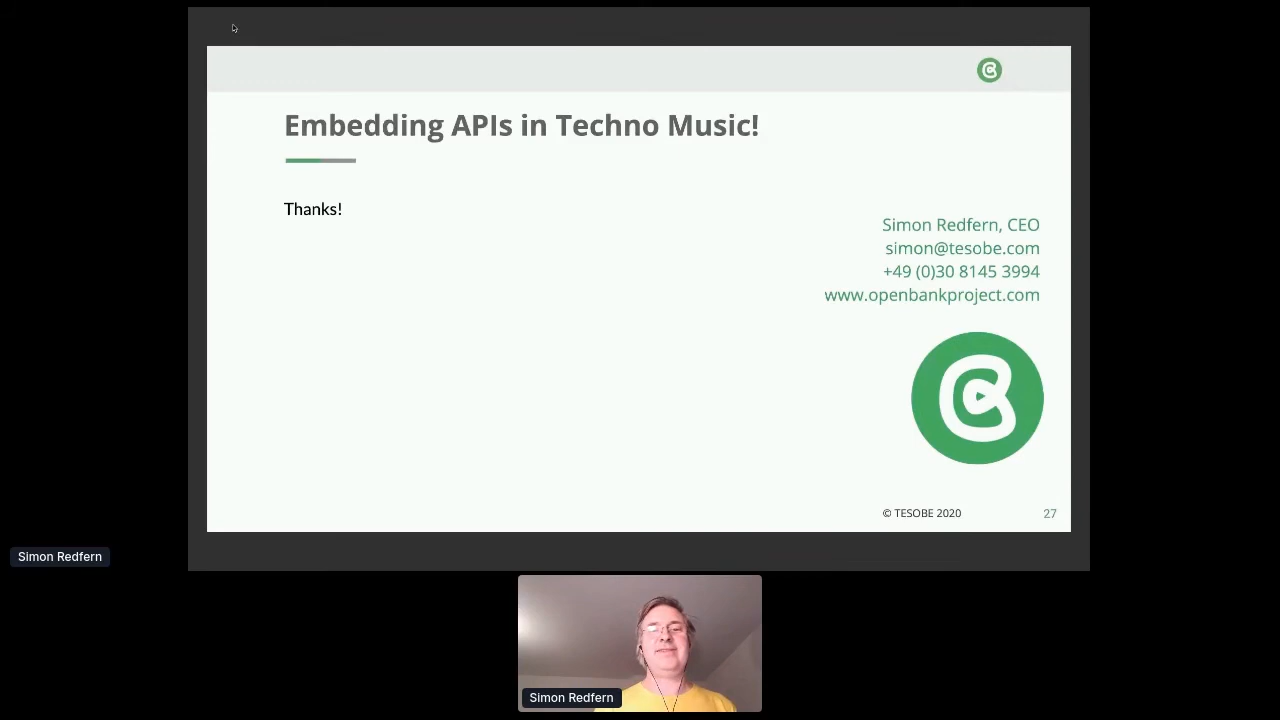 Embedding APIs in Techno Music!
Thanks!
Simon Redfern, CEO
simon@tesobe.com
+49 (0)30 8145 3994
www.openbankproject.com
© TESOBE 2020
27
Simon Redfern
Simon Redfern